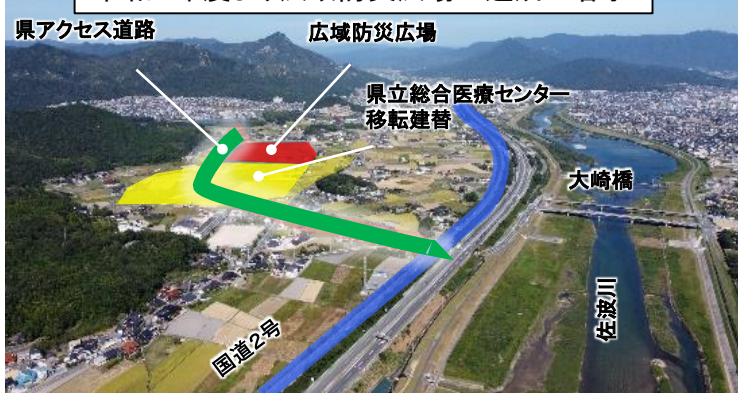 県アクセス道路
広域防災広場
県立総合医療センター
移転建替
大崎橋
佐波川
国道2号